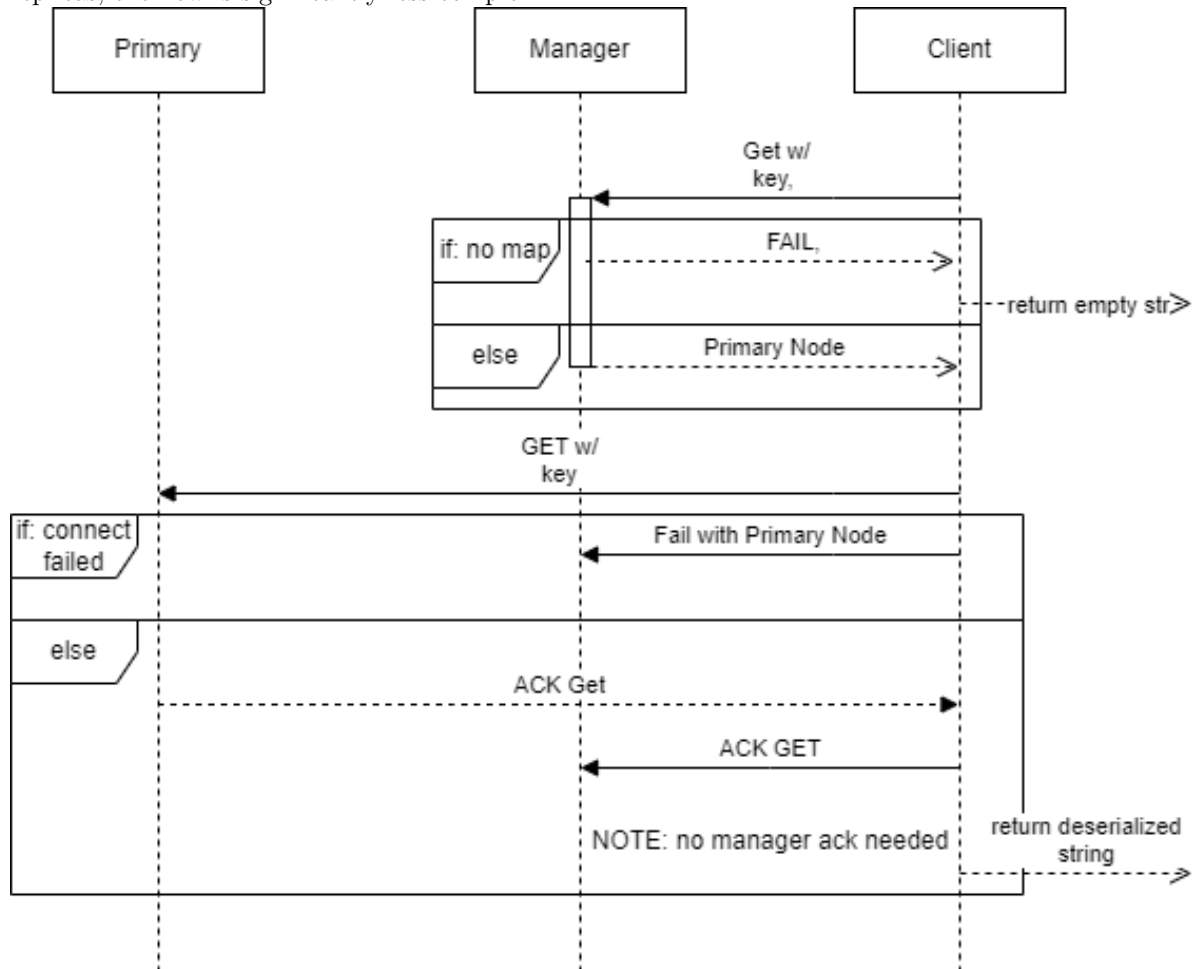 Primary
Manager
Client
Get w/
key,
if: no map
FAIL,
return empty str
else
Primary Node
GET w/
key
if: connect
failed
Fail with Primary Node
else
ACK Get
ACK GET
NOTE: no manager ack needed
return deserialized
string